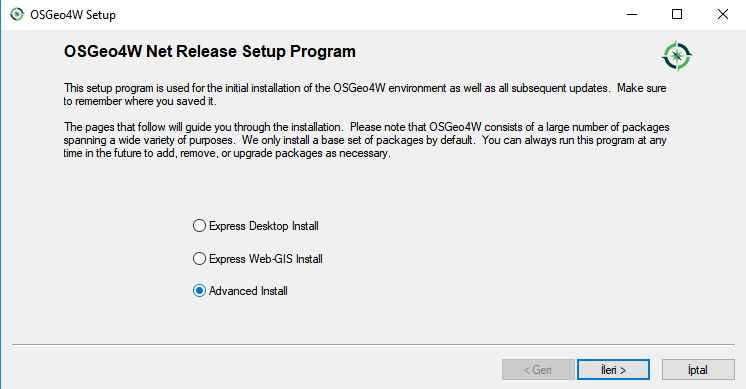 OSGeo4W Setup
OSGeo4W Net Release Setup Program
This setup program is used for the initial installation of the OSGeo4W environment as well as all subsequent updates. Make sure
to remember where you saved it.
The pages that follow will guide you through the installation. Please note that OSGeo4W consists of a large number of packages
spanning a wide variety of purposes. We only install a base set of packages by default. You can always run this program at any
time in the future to add, remove, or upgrade packages as necessary.
Express Desktop Install
Express Web-GIS Install
Advanced Install
< Geri
İleri >
İptal